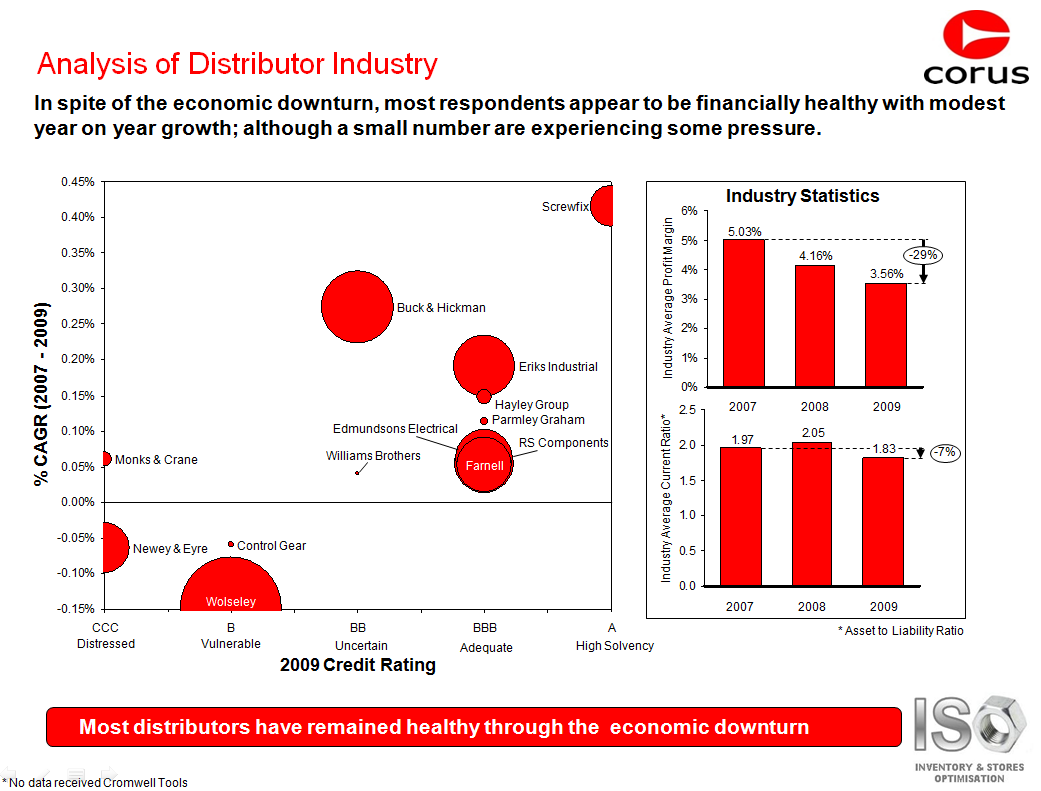 corus
Analysis of Distributor Industry
In spite of the economic downturn, most respondents appear to be financially healthy with modest
year on year growth; although a small number are experiencing some pressure.
% CAGR (2007 - 2009)
0.45%
0.40%
0.35%
0.30%
0.25%
0.20%
0.15%
0.10%
0.05%
0.00%
-0.05%
-0.10%
-0.15%
Screwfix
Buck & Hickman
Eriks Industrial
Hayley Group
Parmley Graham
Edmundsons Electrical
RS Components
Williams Brothers
Farnell
Monks & Crane
Newey & Eyre
Control Gear
Wolseley
CCC
Distressed
B
Vulnerable
BB
Uncertain
BBB
Adequate
A
High Solvency
2009 Credit Rating
Industry Statistics
Industry Average Profit Margin
6%
5%
4%
3%
2%
1%
0%
5.03%
4.16%
3.56%
-29%
2007
2008
2009
Industry Average Current Ratio*
2.5
2.0
1.5
1.0
0.5
0.0
1.97
2.05
1.83
-7%
2007
2008
2009
* Asset to Liability Ratio
Most distributors have remained healthy through the economic downturn
ISO
INVENTORY & STORES
OPTIMISATION
* No data received Cromwell Tools